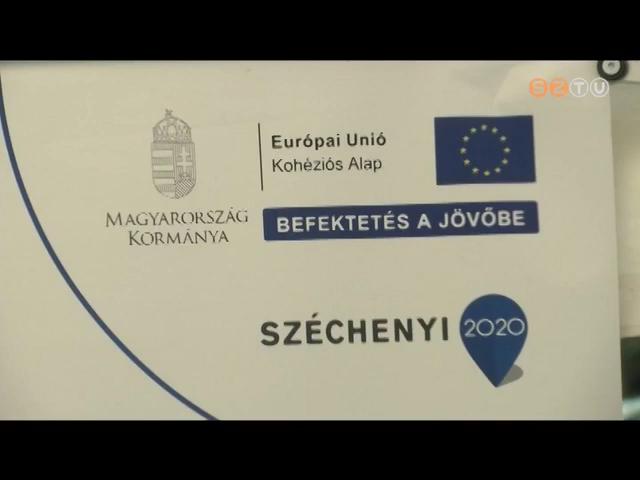 SZTV
Európai Unió
Kohéziós Alap
MAGYARORSZÁG
KORMÁNYA
BEFEKTETÉS A JÖVŐBE
SZÉCHENYI 2020